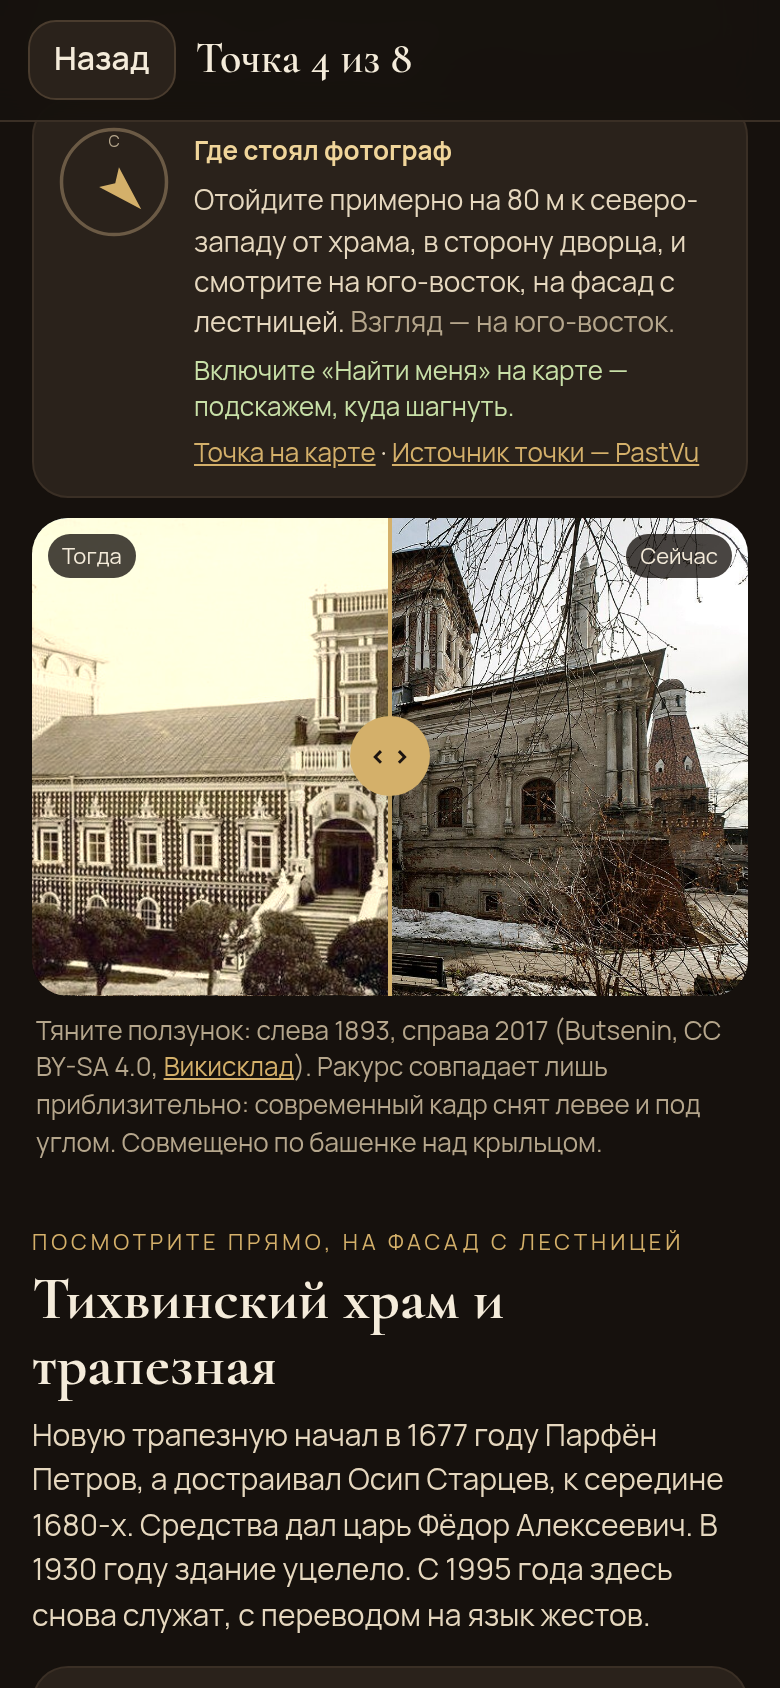 Назад
Точка 4 из 8
С
Где стоял фотограф
Отойдите примерно на 80 м к северо-
западу от храма, в сторону дворца, и
смотрите на юго-восток, на фасад с
лестницей. Взгляд — на юго-восток.
Включите «Найти меня» на карте —
подскажем, куда шагнуть.
Точка на карте · Источник точки — PastVu
Тогда
Сейчас
Тяните ползунок: слева 1893, справа 2017 (Butsenin, CC
BY-SA 4.0, Викисклад). Ракурс совпадает лишь
приблизительно: современный кадр снят левее и под
углом. Совмещено по башенке над крыльцом.
ПОСМОТРИТЕ ПРЯМО, НА ФАСАД С ЛЕСТНИЦЕЙ
Тихвинский храм и
трапезная
Новую трапезную начал в 1677 году Парфён
Петров, а достраивал Осип Старцев, к середине
1680-х. Средства дал царь Фёдор Алексеевич. В
1930 году здание уцелело. С 1995 года здесь
снова служат, с переводом на язык жестов.